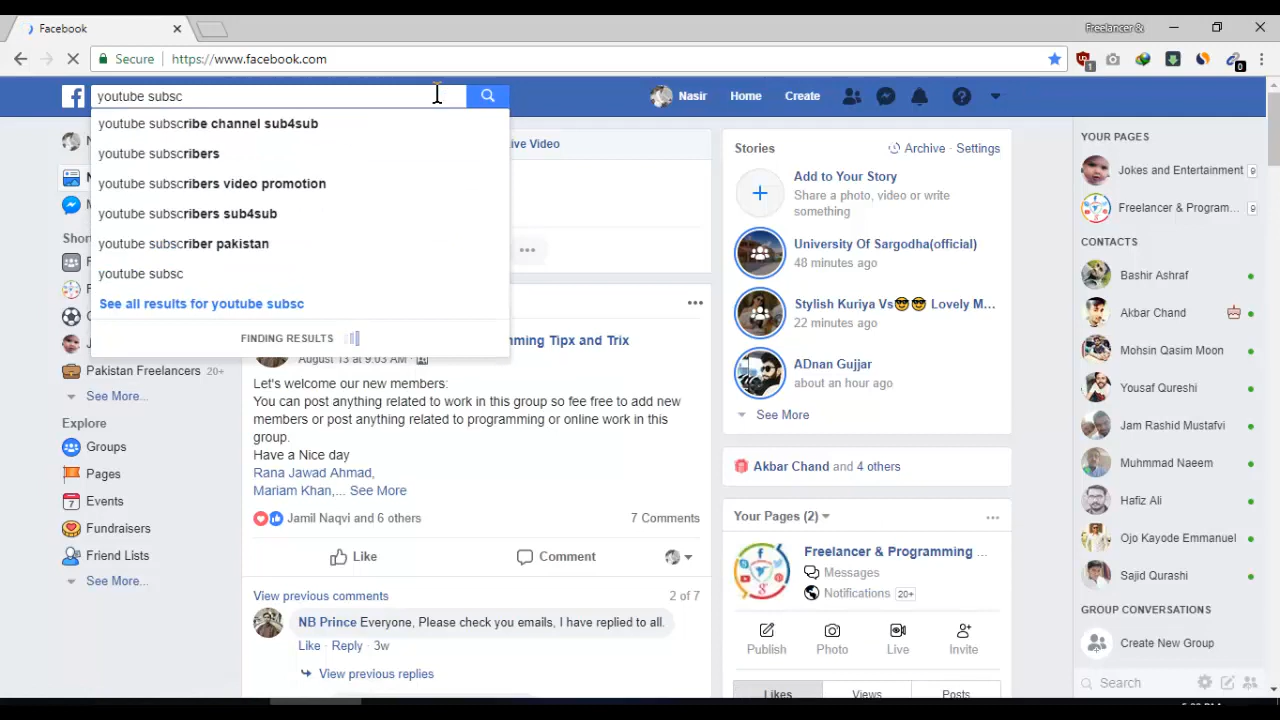 Facebook
Freelancer &
Secure https://www.facebook.com
1
0
youtube subsc
Nasir Home Create
youtube subscribe channel sub4sub
youtube subscribers
youtube subscribers video promotion
youtube subscribers sub4sub
youtube subscriber pakistan
youtube subsc
See all results for youtube subsc
FINDING RESULTS
Pakistan Freelancers 20+
See More...
Explore
Groups
Pages
7
Events
Fundraisers
Friend Lists
See More...
ive Video
ming Tipx and Trix
August 13 at 9:03 AM
Let's welcome our new members:
You can post anything related to work in this group so fee free to add new
members or post anything related to programming or online work in this
group.
Have a Nice day
Rana Jawad Ahmad,
Mariam Khan,... See More
Jamil Naqvi and 6 others 7 Comments
Like Comment
View previous comments 2 of 7
NB Prince Everyone, Please check you emails, I have replied to all.
Like · Reply · 3w
View previous replies
Stories Archive · Settings
Add to Your Story
Share a photo, video or write
something
University Of Sargodha(official)
48 minutes ago
Stylish Kuriya Vs😎😎 Lovely M...
22 minutes ago
ADnan Gujjar
about an hour ago
See More
Akbar Chand and 4 others
Your Pages (2)
Freelancer & Programming ...
Messages
Notifications 20+
Publish Photo Live Invite
Likes Views Posts
YOUR PAGES
Jokes and Entertainment 9
Freelancer & Program... 9
CONTACTS
Bashir Ashraf
Akbar Chand
Mohsin Qasim Moon
Yousaf Qureshi
Jam Rashid Mustafvi
Muhmmad Naeem
Hafiz Ali
Ojo Kayode Emmanuel
Sajid Qurashi
GROUP CONVERSATIONS
Create New Group
Search